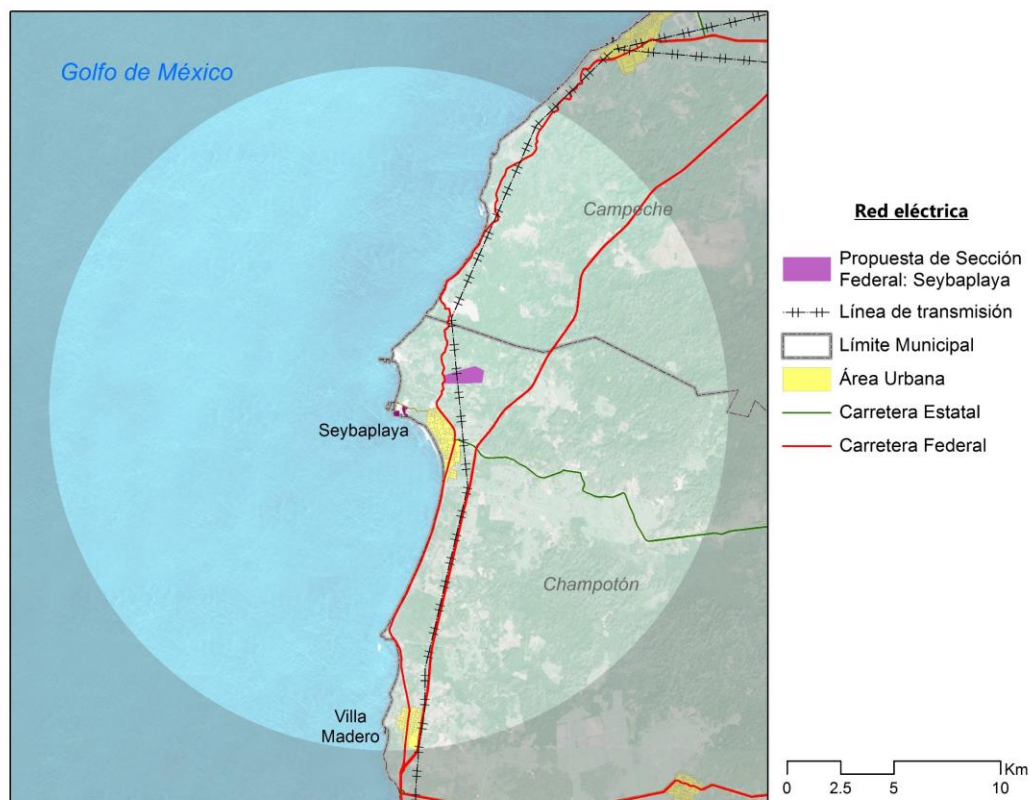 Golfo de México
Campeche
Seybaplaya
Champotón
Villa
Madero
Red eléctrica
Propuesta de Sección
Federal: Seybaplaya
Línea de transmisión
Límite Municipal
Área Urbana
Carretera Estatal
Carretera Federal
Km
0 2.5 5 10